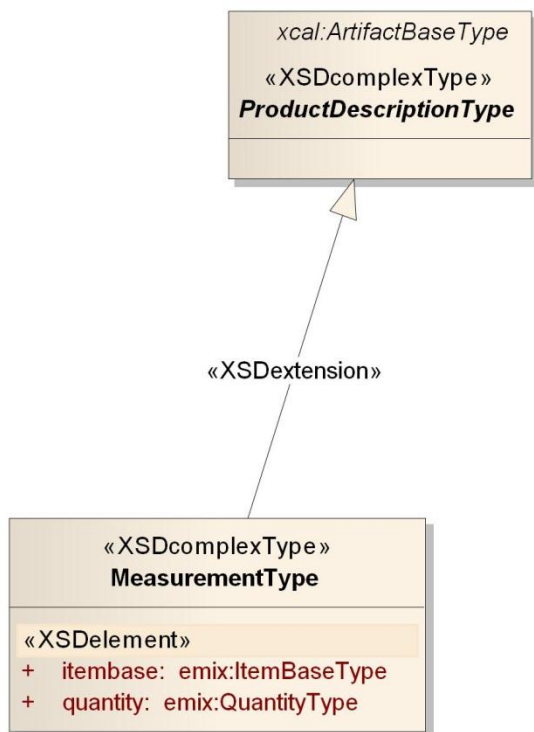 xcal:ArtifactBaseType
«XSDcomplexType»
ProductDescriptionType
«XSDextension»
«XSDcomplexType»
MeasurementType
«XSDelement»
+ itembase: emix:ItemBaseType
+ quantity: emix:QuantityType